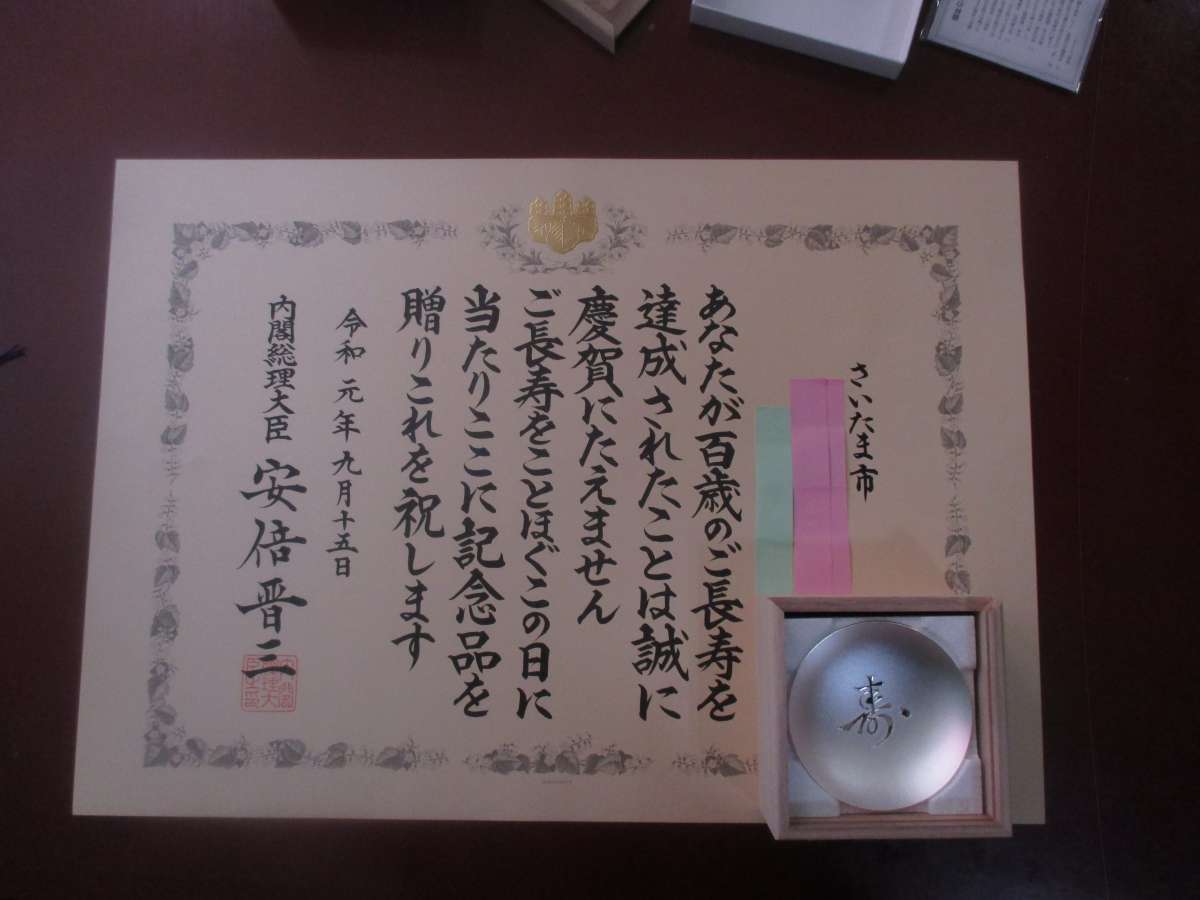 さいたま市
あなたが百歳のご長寿を
達成されたことは誠に
慶賀にたえません
ご長寿をことほぐこの日に
当たりここに記念品を
贈りこれを祝します
令和元年九月十五日
内閣総理大臣 安倍晋三
寿